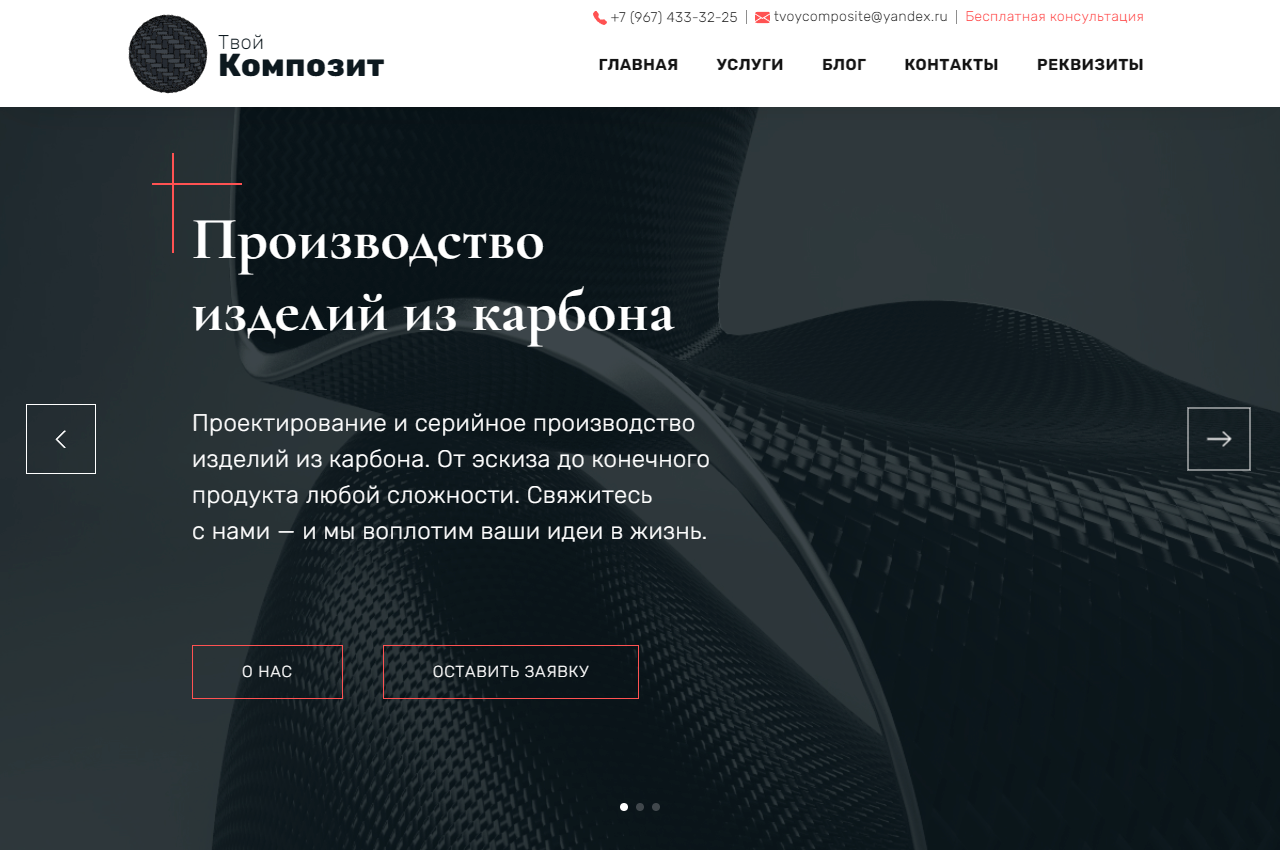 Твой
Композит
+7 (967) 433-32-25 | tvoycomposite@yandex.ru | Бесплатная консультация
ГЛАВНАЯ УСЛУГИ БЛОГ КОНТАКТЫ РЕКВИЗИТЫ
Производство
изделий из карбона
Проектирование и серийное производство
изделий из карбона. От эскиза до конечного
продукта любой сложности. Свяжитесь
с нами — и мы воплотим ваши идеи в жизнь.
О НАС ОСТАВИТЬ ЗАЯВКУ